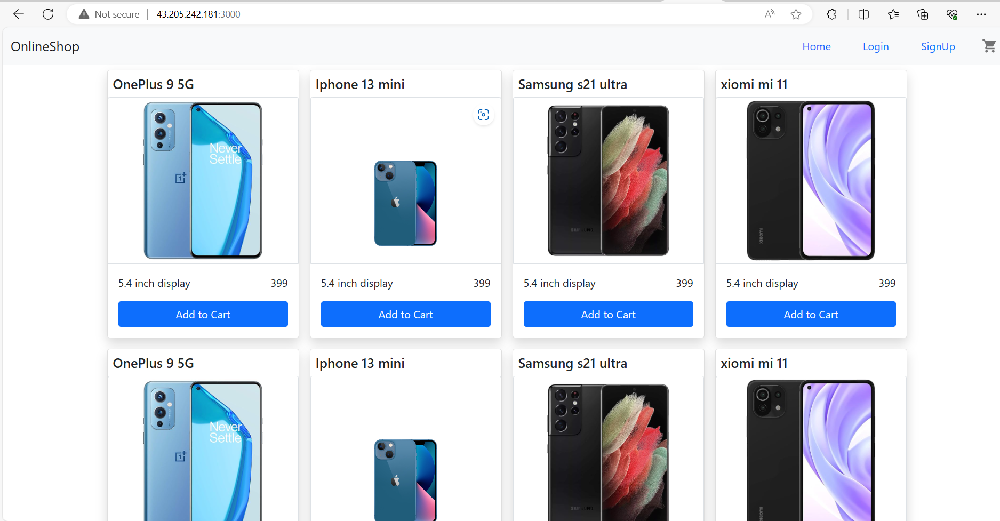 Not secure 43.205.242.181:3000
OnlineShop Home Login SignUp
OnePlus 9 5G Iphone 13 mini Samsung s21 ultra xiomi mi 11
Never
Settle
SAMSUNG
xiaomi
5.4 inch display 399 5.4 inch display 399 5.4 inch display 399 5.4 inch display 399
Add to Cart Add to Cart Add to Cart Add to Cart
OnePlus 9 5G Iphone 13 mini Samsung s21 ultra xiomi mi 11
Never
Settle
SAMSUNG